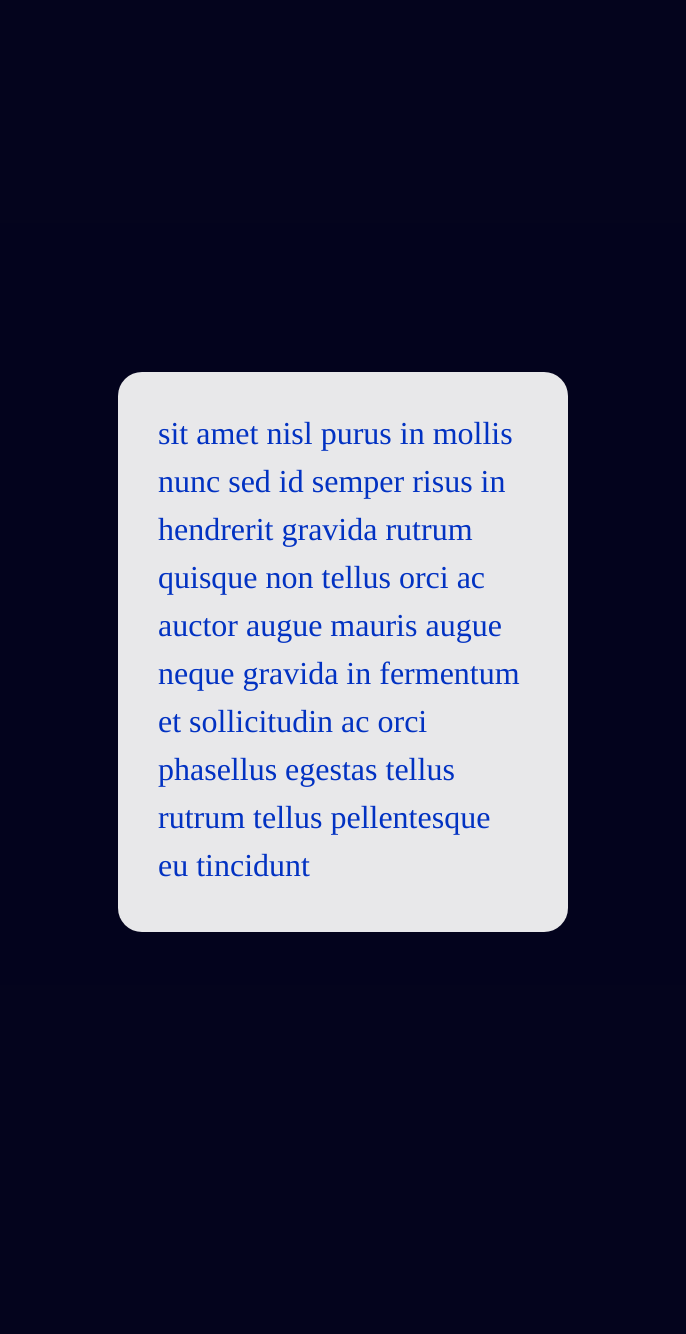 sit amet nisl purus in mollis
nunc sed id semper risus in
hendrerit gravida rutrum
quisque non tellus orci ac
auctor augue mauris augue
neque gravida in fermentum
et sollicitudin ac orci
phasellus egestas tellus
rutrum tellus pellentesque
eu tincidunt